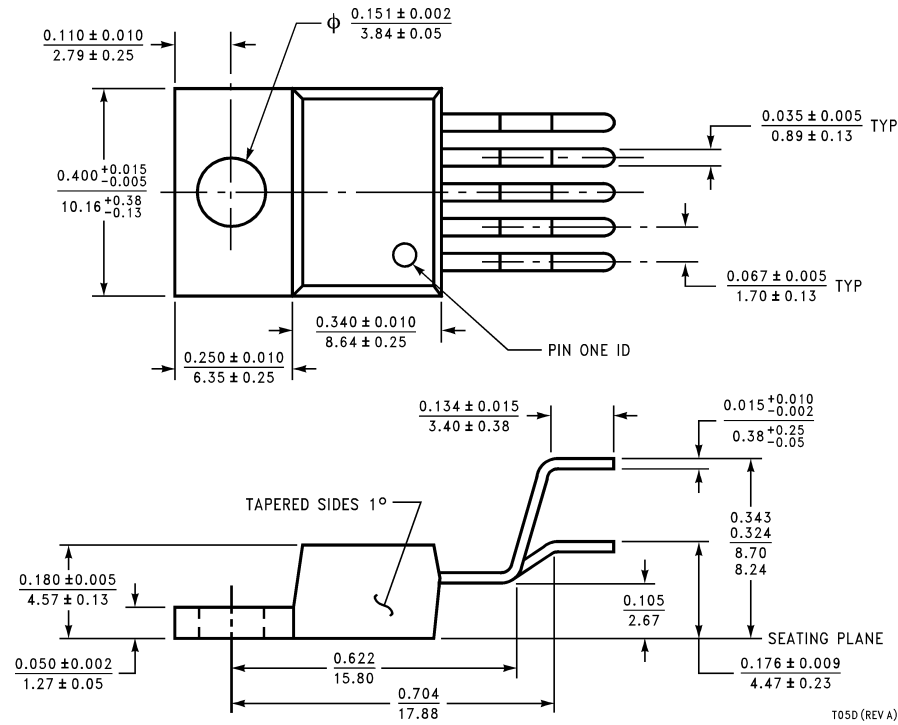 ϕ 0.151 ± 0.002
3.84 ± 0.05
0.110 ± 0.010
2.79 ± 0.25
0.035 ± 0.005
0.89 ± 0.13 TYP
0.400 +0.015 -0.005
10.16 +0.38 -0.13
0.067 ± 0.005
1.70 ± 0.13 TYP
0.340 ± 0.010
8.64 ± 0.25
PIN ONE ID
0.250 ± 0.010
6.35 ± 0.25
0.134 ± 0.015
3.40 ± 0.38
0.015 +0.010 -0.002
0.38 +0.25 -0.05
TAPERED SIDES 1°
0.343
0.324
8.70
8.24
0.180 ± 0.005
4.57 ± 0.13
0.105
2.67
SEATING PLANE
0.050 ± 0.002
1.27 ± 0.05
0.622
15.80
0.176 ± 0.009
4.47 ± 0.23
0.704
17.88
T05D (REV A)